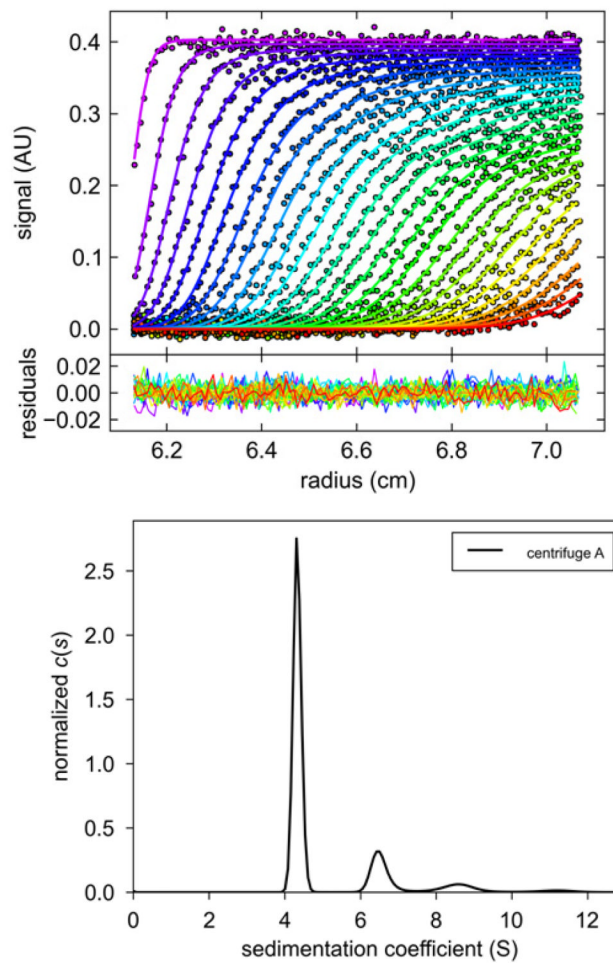 0.4
0.3
0.2
0.1
0.0
signal (AU)
0.02
0.00
−0.02
residuals
6.2 6.4 6.6 6.8 7.0
radius (cm)
centrifuge A
2.5
2.0
1.5
1.0
0.5
0.0
normalized c(s)
0 2 4 6 8 10 12
sedimentation coefficient (S)